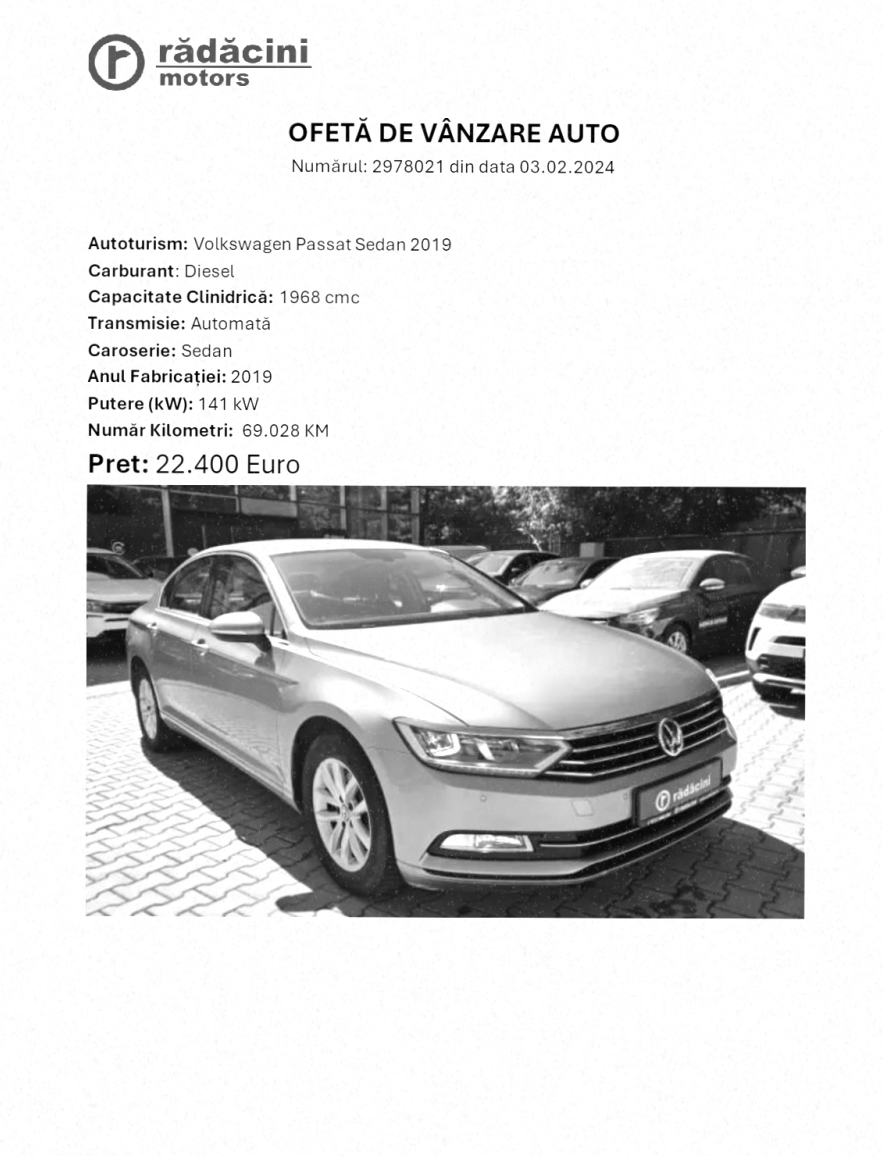 rădăcini
motors
OFETĂ DE VÂNZARE AUTO
Numărul: 2978021 din data 03.02.2024
Autoturism: Volkswagen Passat Sedan 2019
Carburant: Diesel
Capacitate Clinidrică: 1968 cmc
Transmisie: Automată
Caroserie: Sedan
Anul Fabricației: 2019
Putere (kW): 141 kW
Număr Kilometri: 69.028 KM
Pret: 22.400 Euro
rădăcini